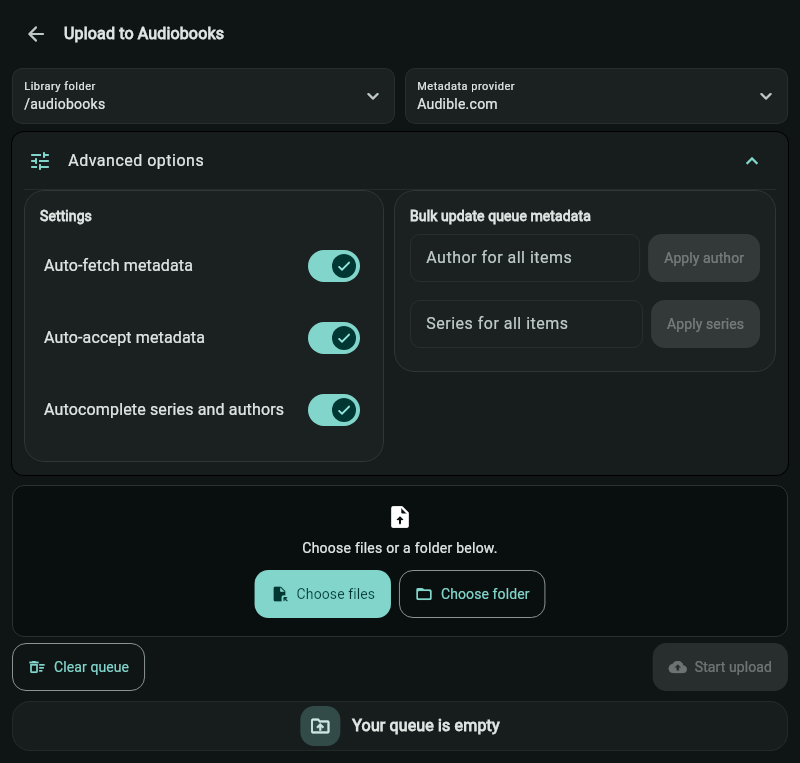 Upload to Audiobooks
Library folder
/audiobooks
Metadata provider
Audible.com
Advanced options
Settings
Auto-fetch metadata
Auto-accept metadata
Autocomplete series and authors
Bulk update queue metadata
Author for all items
Apply author
Series for all items
Apply series
Choose files or a folder below.
Choose files
Choose folder
Clear queue
Start upload
Your queue is empty